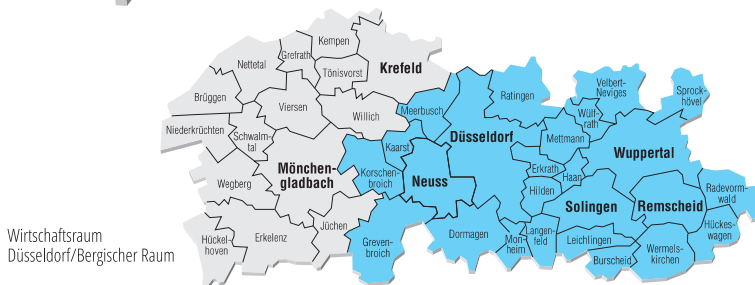 Kempen
Grefrath
Nettetal
Tönisvorst
Krefeld
Brüggen
Viersen
Willich
Meerbusch
Ratingen
Velbert-
Neviges
Sprock-
hövel
Niederkrüchten
Schwalm-
tal
Kaarst
Düsseldorf
Wülf-
rath
Mettmann
Wuppertal
Mönchen-
gladbach
Korschen-
broich
Neuss
Erkrath
Haan
Hilden
Wegberg
Solingen
Remscheid
Radevorm-
wald
Hückel-
hoven
Erkelenz
Jüchen
Greven-
broich
Dormagen
Mon-
heim
Langen-
feld
Leichlingen
Burscheid
Wermels-
kirchen
Hückes-
wagen
Wirtschaftsraum
Düsseldorf/Bergischer Raum